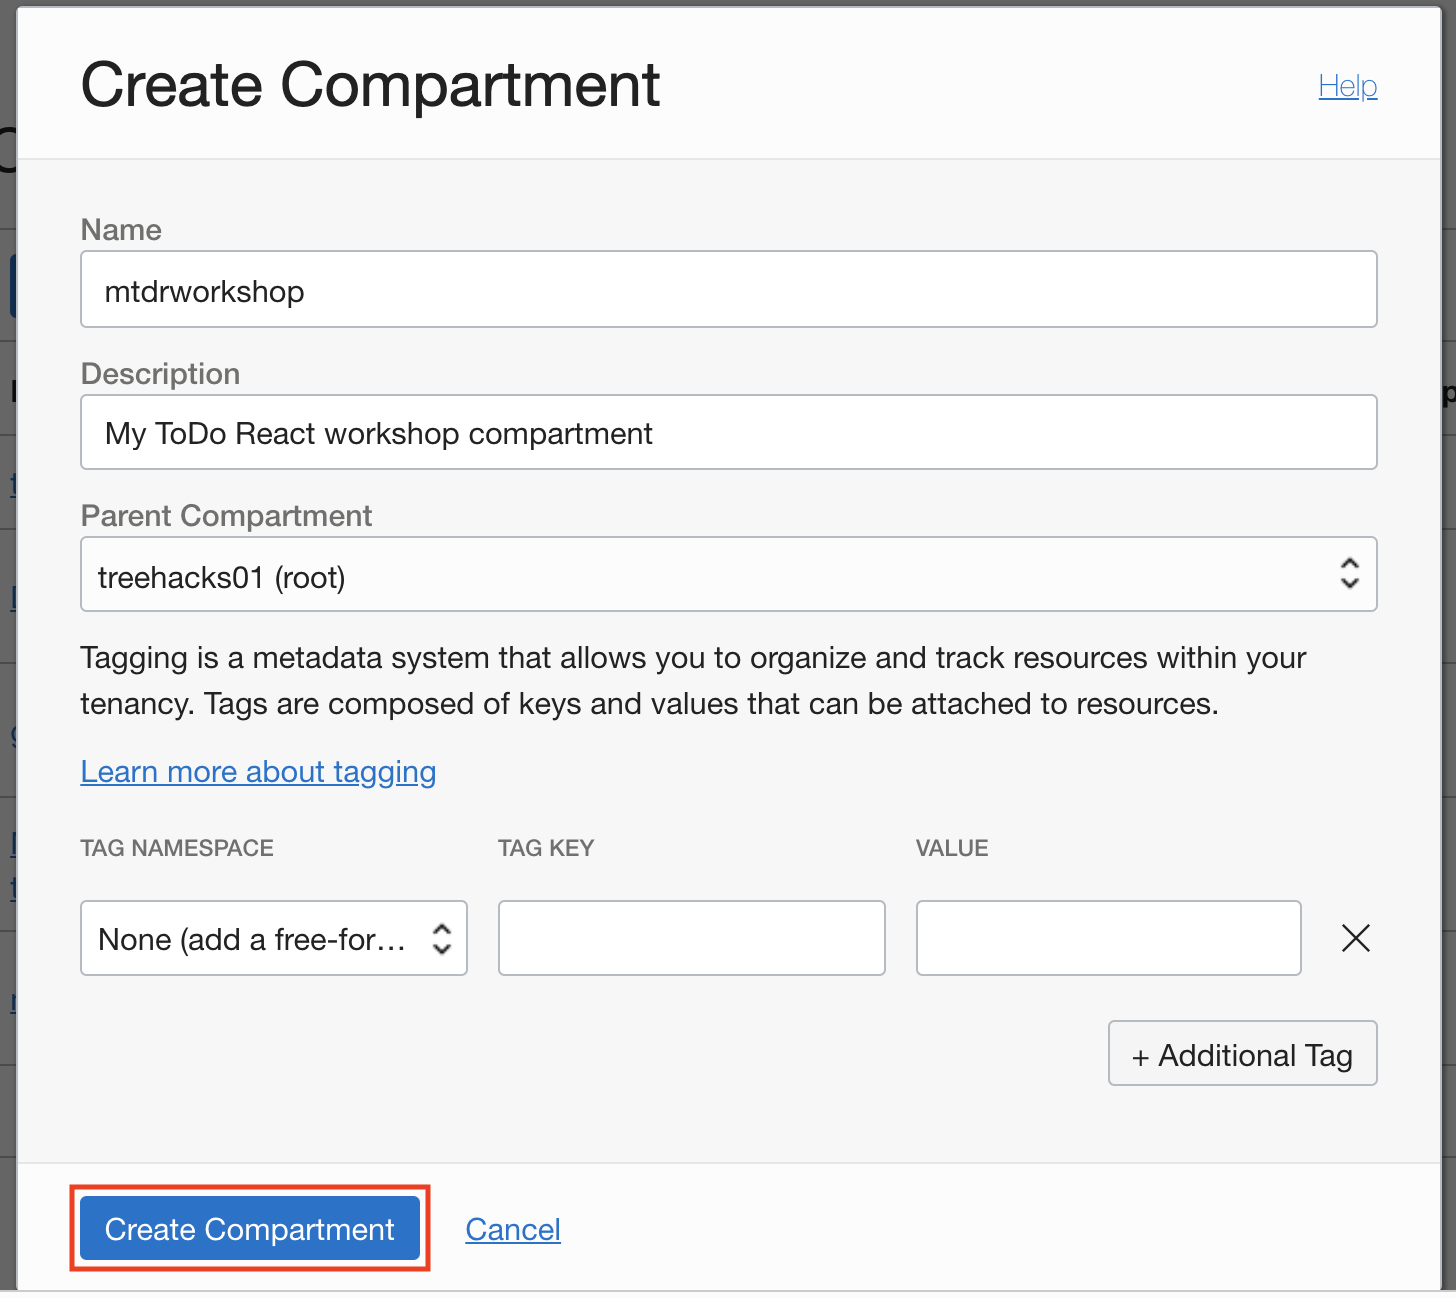 Create Compartment
Help
Name
mtdrworkshop
Description
My ToDo React workshop compartment
Parent Compartment
treehacks01 (root)
Tagging is a metadata system that allows you to organize and track resources within your
tenancy. Tags are composed of keys and values that can be attached to resources.
Learn more about tagging
TAG NAMESPACE TAG KEY VALUE
None (add a free-for...
+ Additional Tag
Create Compartment Cancel